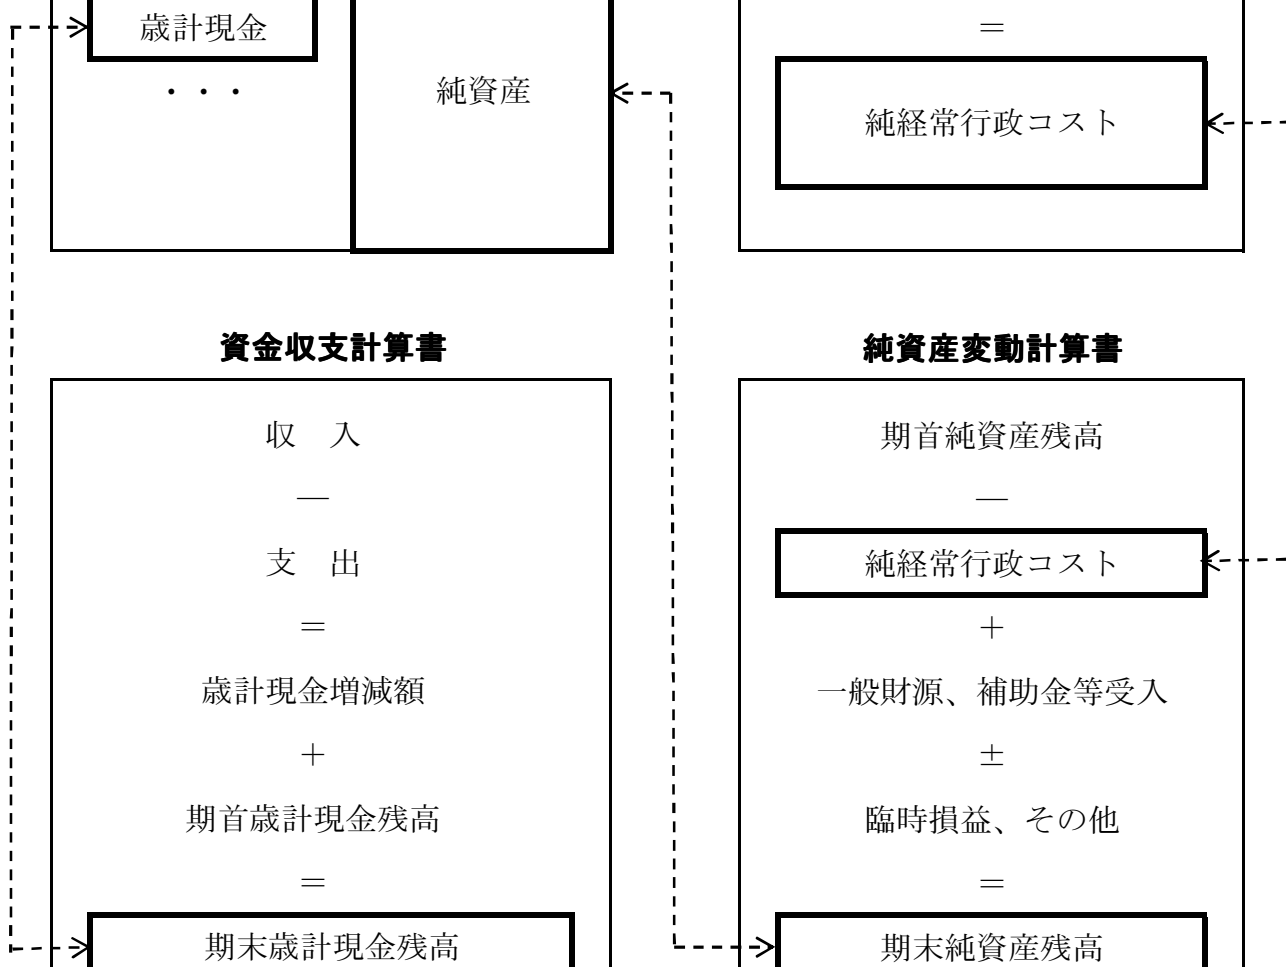 歳計現金
・・・
純資産
＝
純経常行政コスト
資金収支計算書
収　入
―
支　出
＝
歳計現金増減額
＋
期首歳計現金残高
＝
期末歳計現金残高
純資産変動計算書
期首純資産残高
―
純経常行政コスト
＋
一般財源、補助金等受入
±
臨時損益、その他
＝
期末純資産残高